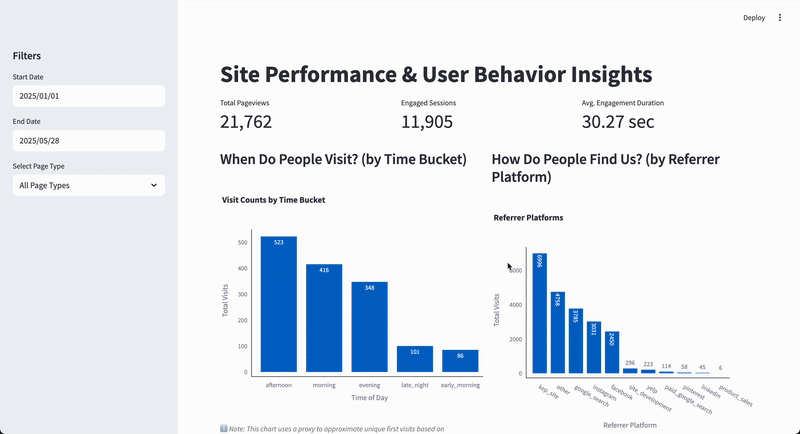 Deploy
Filters
Start Date
2025/01/01
End Date
2025/05/28
Select Page Type
All Page Types
Site Performance & User Behavior Insights
Total Pageviews
21,762
Engaged Sessions
11,905
Avg. Engagement Duration
30.27 sec
When Do People Visit? (by Time Bucket)
Visit Counts by Time Bucket
Total Visits
500
400
300
200
100
0
523
416
348
101
86
afternoon
morning
evening
late_night
early_morning
Time of Day
Note: This chart uses a proxy to approximate unique first visits based on
How Do People Find Us? (by Referrer
Platform)
Referrer Platforms
Total Visits
6000
4000
2000
0
6996
4758
3785
3031
2460
296
223
114
58
45
6
kep_site
other
google_search
instagram
facebook
site_development
yelp
paid_google_search
pinterest
linkedin
product_sales
Referrer Platform